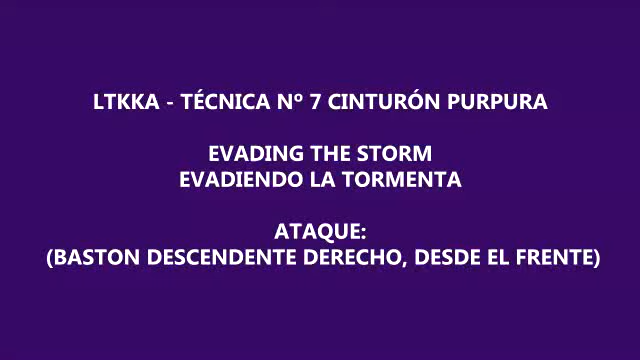 LTKKA - TÉCNICA Nº 7 CINTURÓN PURPURA
EVADING THE STORM
EVADIENDO LA TORMENTA
ATAQUE:
(BASTON DESCENDENTE DERECHO, DESDE EL FRENTE)